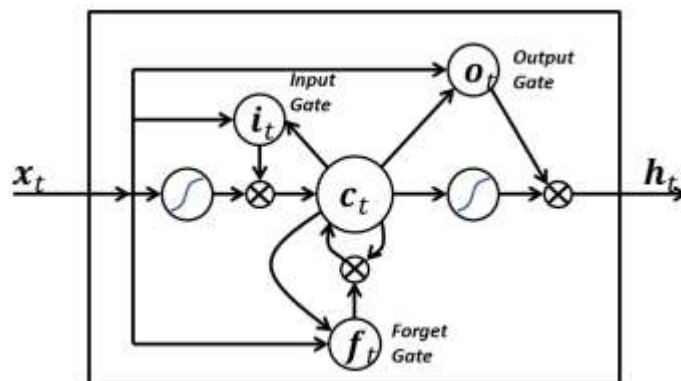 Input
Gate
Output
Gate
o_t
i_t
x_t
c_t
h_t
f_t
Forget
Gate